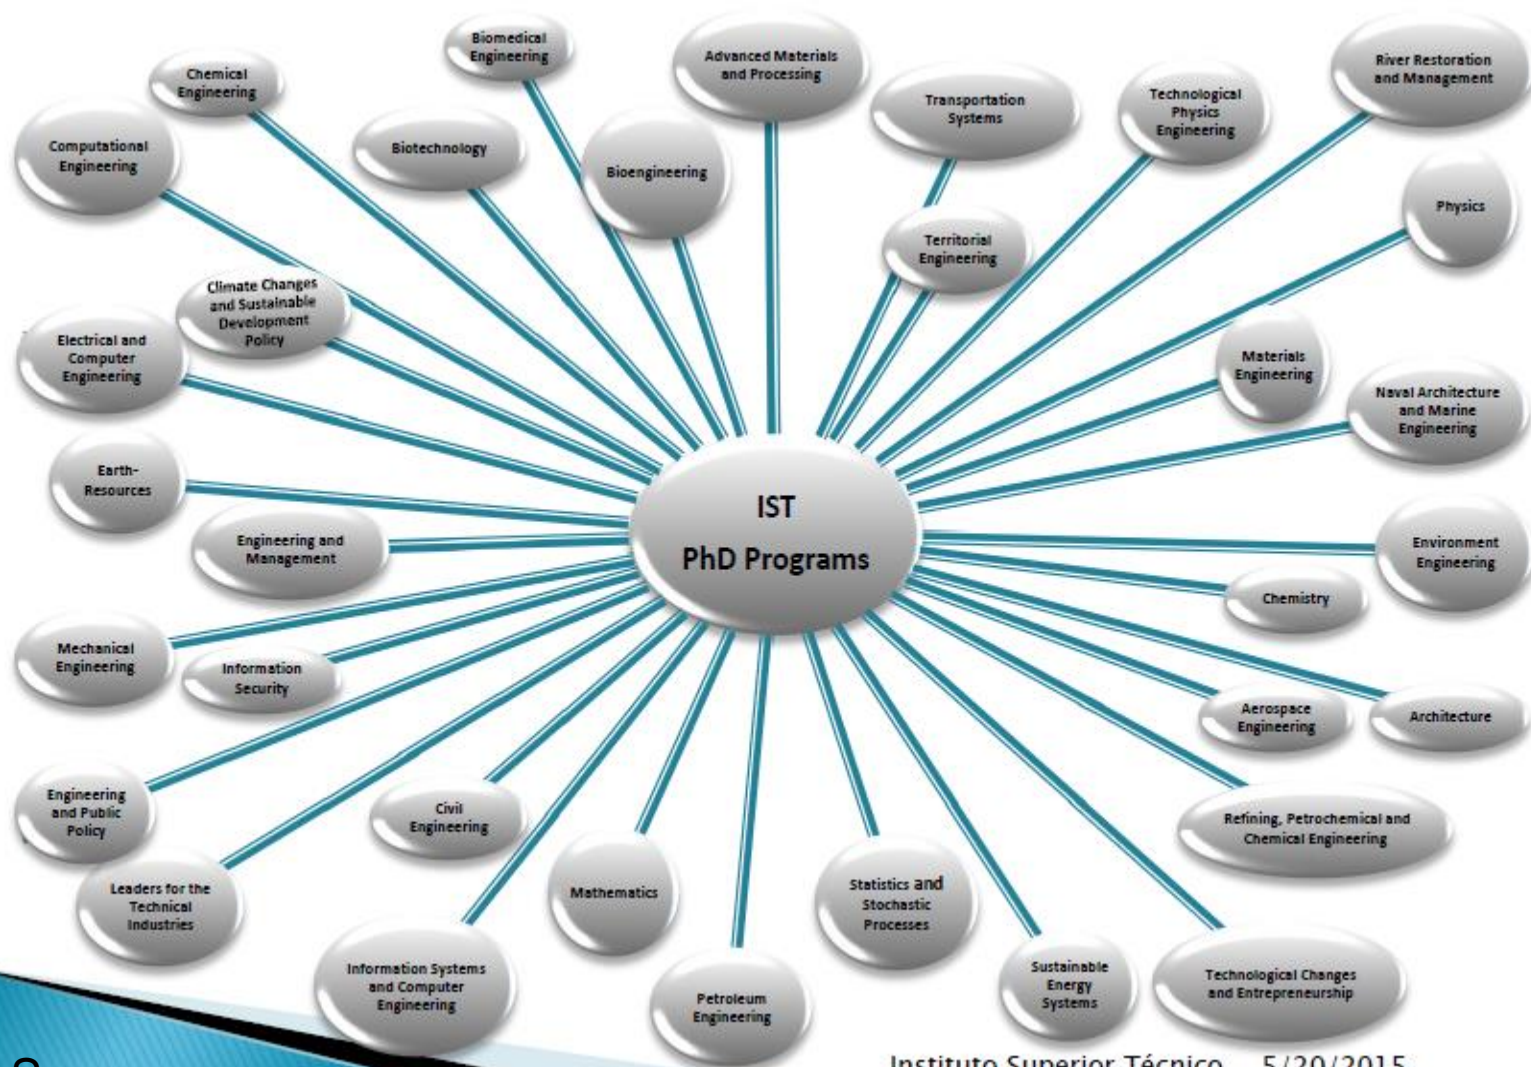 Biomedical
Engineering
Advanced Materials
and Processing
River Restoration
and Management
Chemical
Engineering
Transportation
Systems
Technological
Physics
Engineering
Computational
Engineering
Biotechnology
Bioengineering
Physics
Territorial
Engineering
Climate Changes
and Sustainable
Development
Policy
Electrical and
Computer
Engineering
Materials
Engineering
Naval Architecture
and Marine
Engineering
Earth-
Resources
IST
PhD Programs
Engineering and
Management
Environment
Engineering
Chemistry
Mechanical
Engineering
Information
Security
Aerospace
Engineering
Architecture
Engineering
and Public
Policy
Civil
Engineering
Refining, Petrochemical and
Chemical Engineering
Leaders for the
Technical
Industries
Mathematics
Statistics and
Stochastic
Processes
Information Systems
and Computer
Engineering
Petroleum
Engineering
Sustainable
Energy
Systems
Technological Changes
and Entrepreneurship
Instituto Superior Técnico 5/20/2015